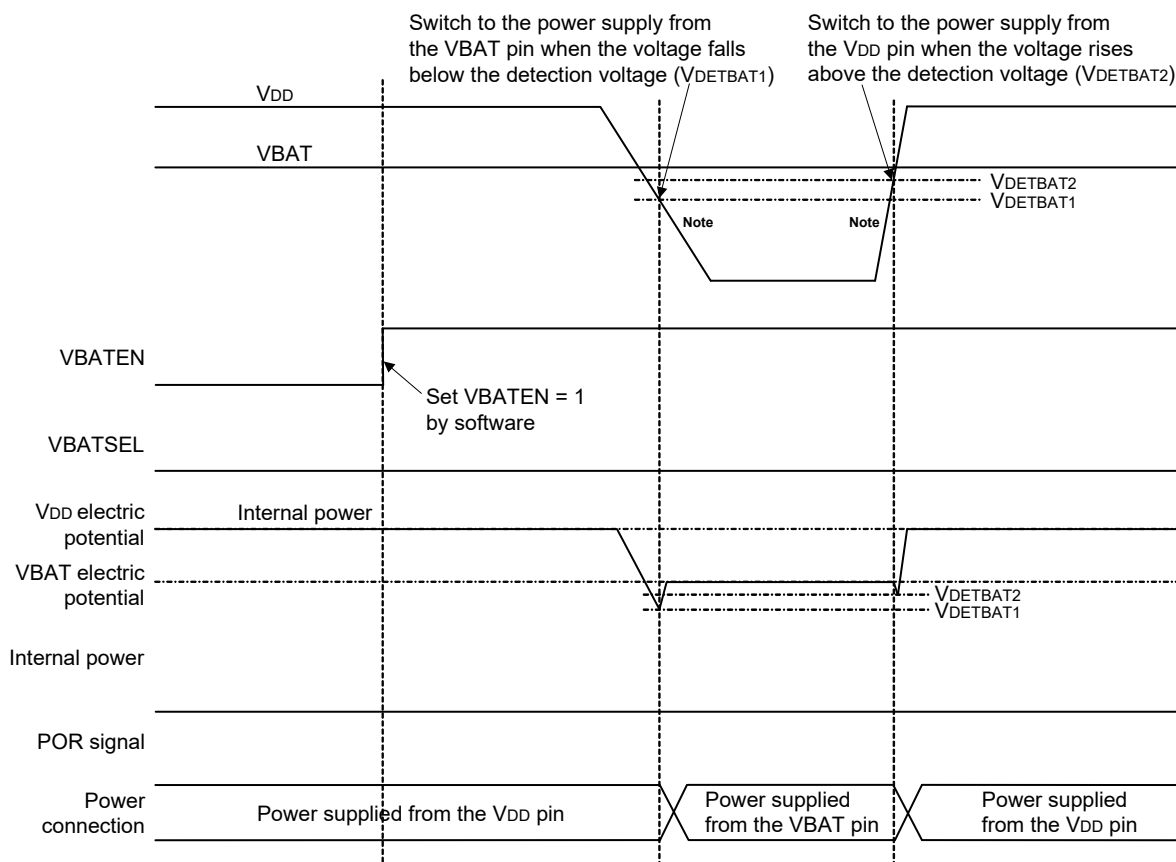 Switch to the power supply from
the VBAT pin when the voltage falls
below the detection voltage (VDETBAT1)
Switch to the power supply from
the VDD pin when the voltage rises
above the detection voltage (VDETBAT2)
VDD
VBAT
VDETBAT2
VDETBAT1
Note
Note
VBATEN
Set VBATEN = 1
by software
VBATSEL
VDD electric
potential
Internal power
VBAT electric
potential
VDETBAT2
VDETBAT1
Internal power
POR signal
Power
connection
Power supplied from the VDD pin
Power supplied
from the VBAT pin
Power supplied
from the VDD pin